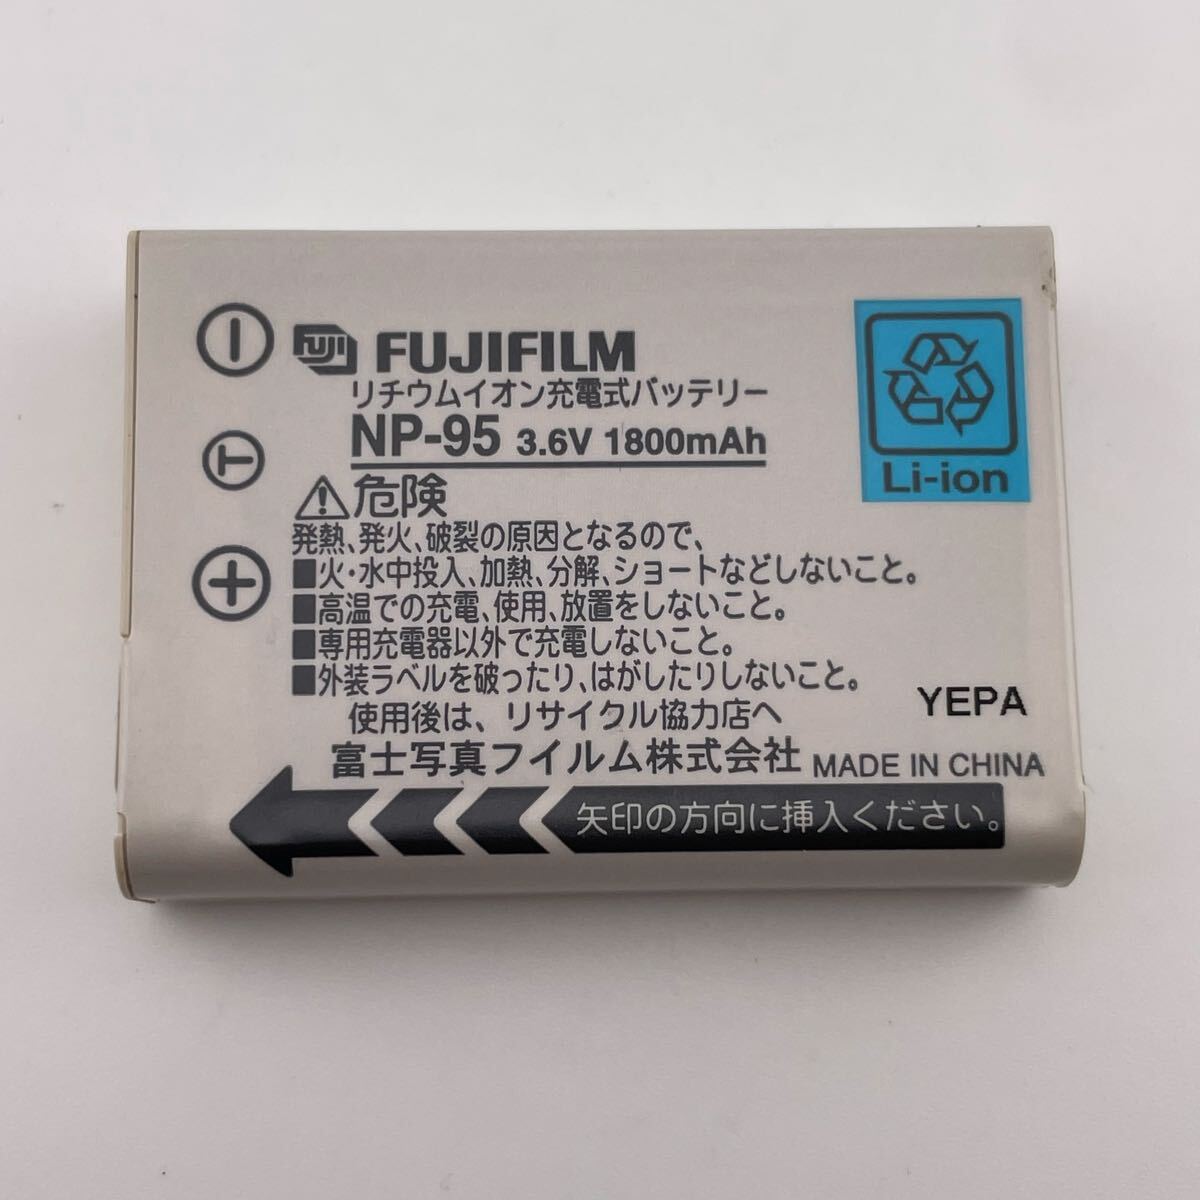 FUJI FUJIFILM
リチウムイオン充電式バッテリー
NP-95 3.6V 1800mAh
Li-ion
危険
発熱、発火、破裂の原因となるので、
■火・水中投入、加熱、分解、ショートなどしないこと。
■高温での充電、使用、放置をしないこと。
■専用充電器以外で充電しないこと。
■外装ラベルを破ったり、はがしたりしないこと。
使用後は、リサイクル協力店へ
YEPA
富士写真フイルム株式会社 MADE IN CHINA
矢印の方向に挿入ください。